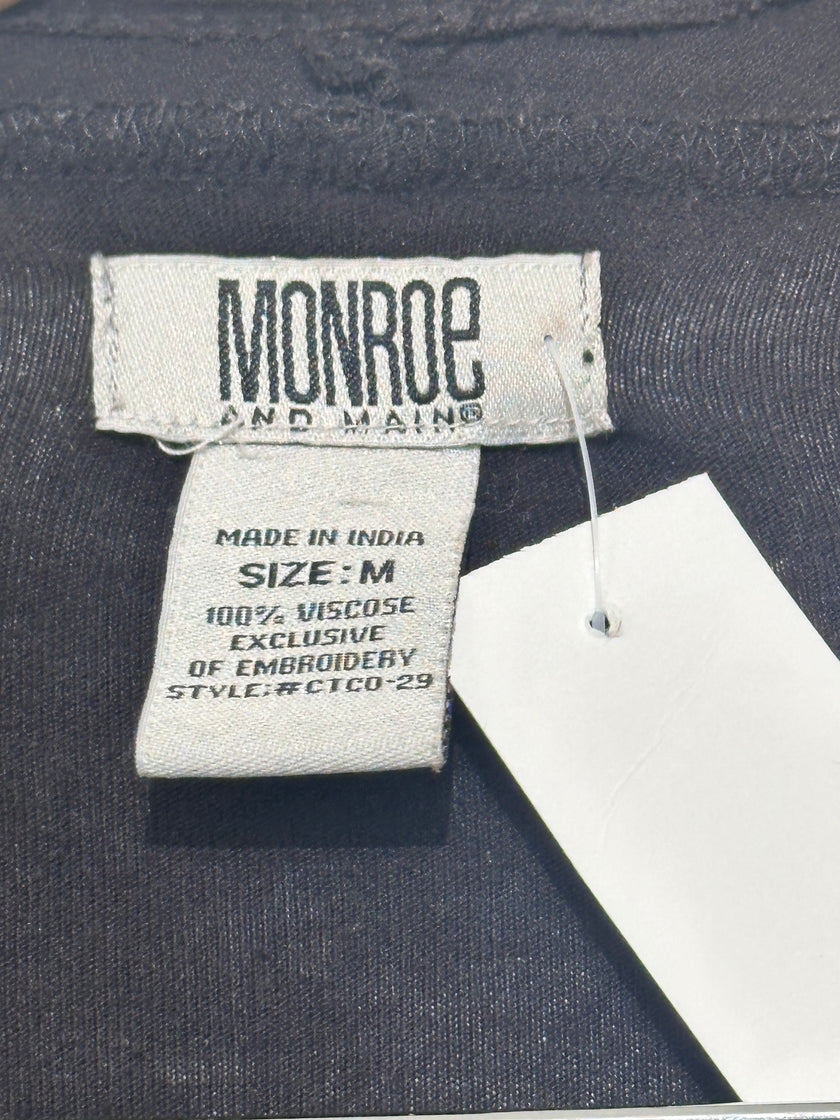 MONROe
AND MAIN®
MADE IN INDIA
SIZE: M
100% VISCOSE
EXCLUSIVE
OF EMBROIDERY
STYLE:#CTCO-29